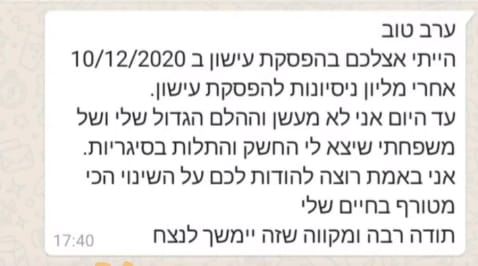 ערב טוב
הייתי אצלכם בהפסקת עישון ב 10/12/2020
אחרי מליון ניסיונות להפסקת עישון.
עד היום אני לא מעשן וההלם הגדול שלי ושל
משפחתי שיצא לי החשק והתלות בסיגריות.
אני באמת רוצה להודות לכם על השינוי הכי
מטורף בחיים שלי
תודה רבה ומקווה שזה יימשך לנצח
17:40